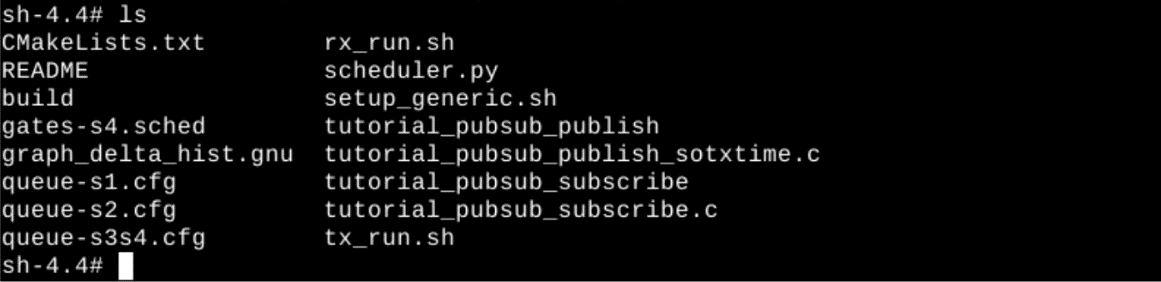 sh-4.4# ls
CMakeLists.txt       rx_run.sh
README               scheduler.py
build                setup_generic.sh
gates-s4.sched       tutorial_pubsub_publish
graph_delta_hist.gnu tutorial_pubsub_publish_sotxtime.c
queue-s1.cfg         tutorial_pubsub_subscribe
queue-s2.cfg         tutorial_pubsub_subscribe.c
queue-s3s4.cfg       tx_run.sh
sh-4.4#